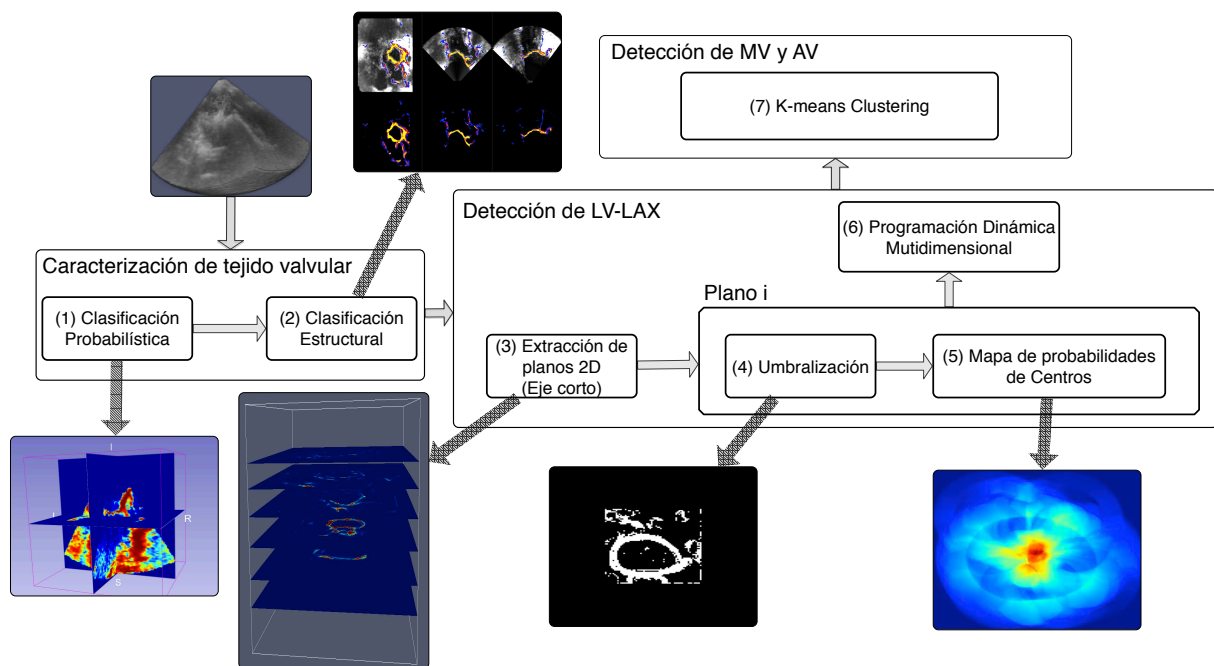 Detección de MV y AV
(7) K-means Clustering
Detección de LV-LAX
(6) Programación Dinámica
Mutidimensional
Caracterización de tejido valvular
(1) Clasificación
Probabilística
(2) Clasificación
Estructural
Plano i
(3) Extracción de
planos 2D
(Eje corto)
(4) Umbralización
(5) Mapa de probabilidades
de Centros
I
L
R
S